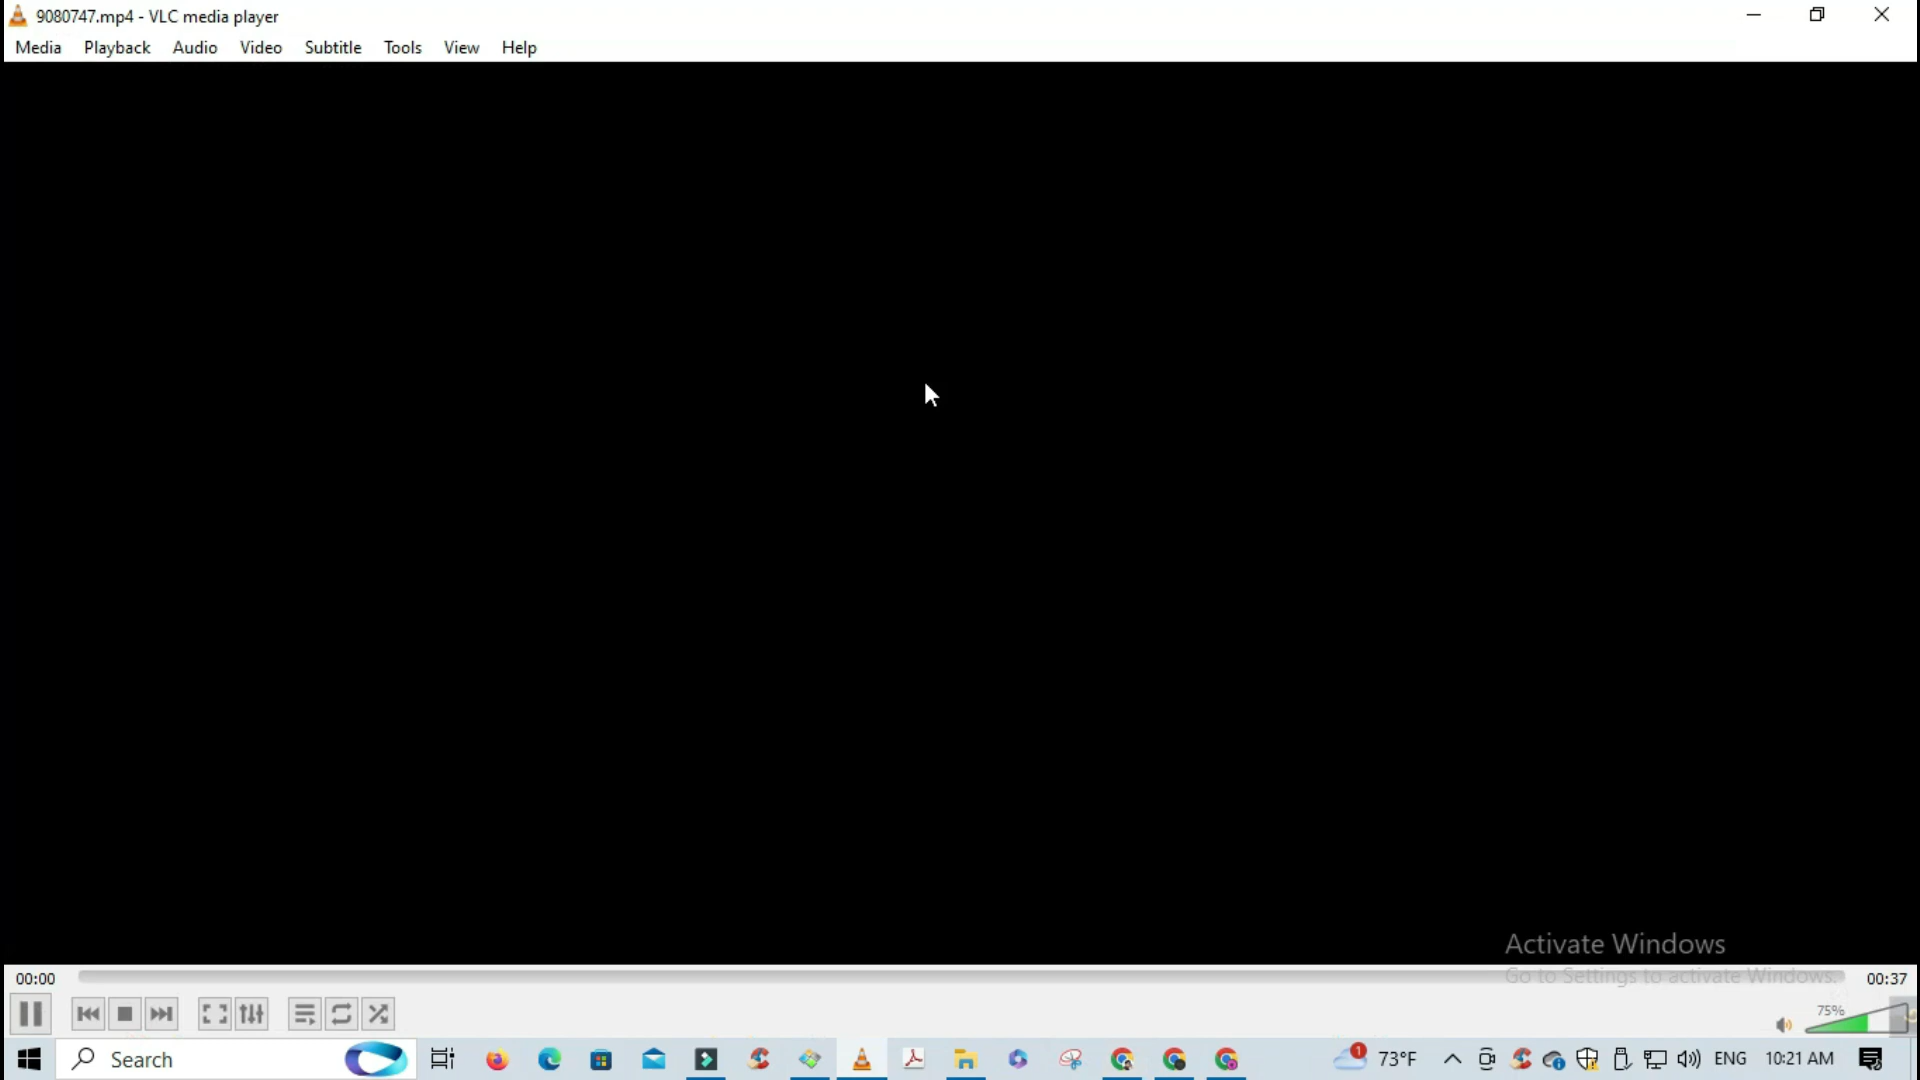 9080747.mp4 - VLC media player
Media Playback Audio Video Subtitle Tools View Help
Activate Windows
Go to Settings to activate Windows.
00:00 00:37
75%
Search 1 73°F ENG 10:21 AM